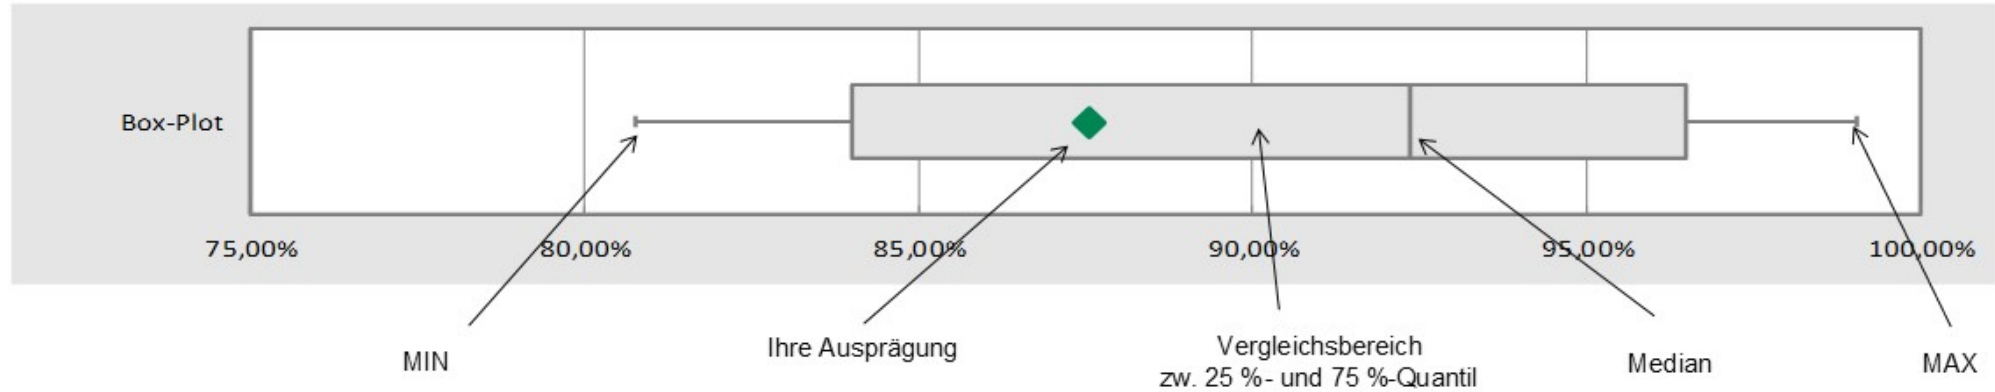 Box-Plot
75,00% 80,00% 85,00% 90,00% 95,00% 100,00%
MIN
Ihre Ausprägung
Vergleichsbereich
zw. 25 %- und 75 %-Quantil
Median
MAX